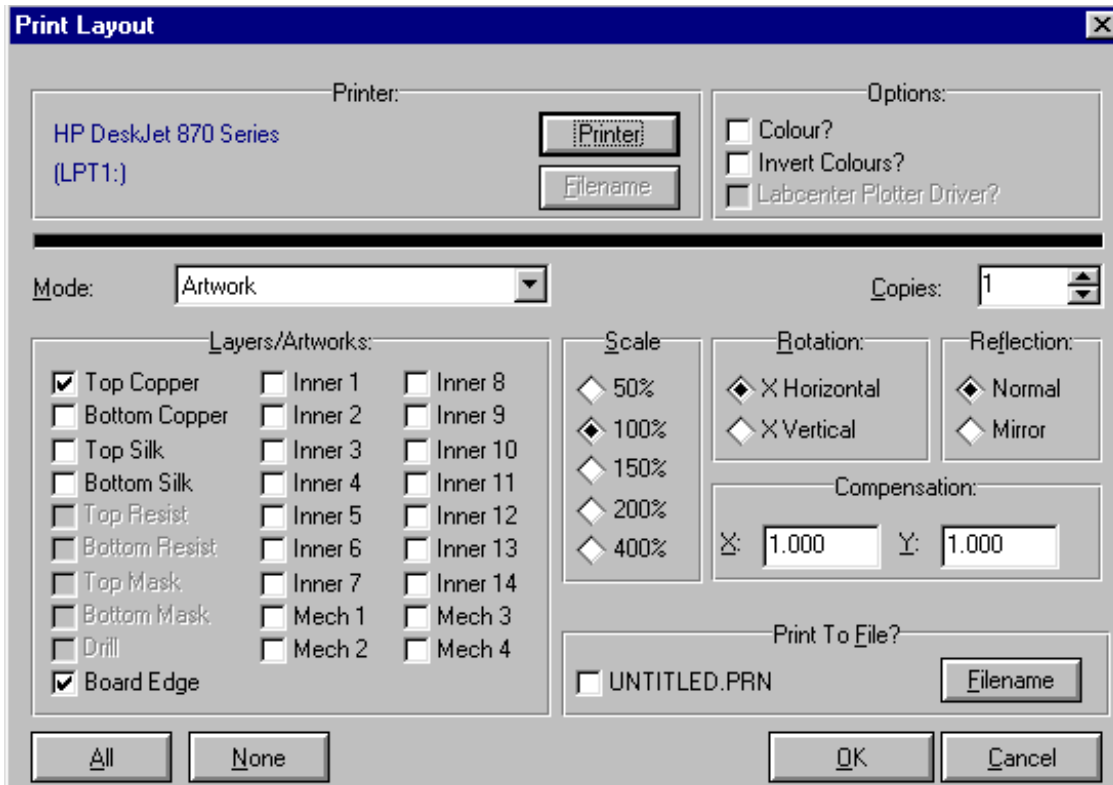 Print Layout
Printer:
HP DeskJet 870 Series
(LPT1:)
Printer
Filename
Options:
Colour?
Invert Colours?
Labcenter Plotter Driver?
Mode:
Artwork
Copies:
1
Layers/Artworks:
Top Copper
Bottom Copper
Top Silk
Bottom Silk
Top Resist
Bottom Resist
Top Mask
Bottom Mask
Drill
Board Edge
Inner 1
Inner 2
Inner 3
Inner 4
Inner 5
Inner 6
Inner 7
Mech 1
Mech 2
Inner 8
Inner 9
Inner 10
Inner 11
Inner 12
Inner 13
Inner 14
Mech 3
Mech 4
Scale
50%
100%
150%
200%
400%
Rotation:
X Horizontal
X Vertical
Reflection:
Normal
Mirror
Compensation:
X: 1.000 Y: 1.000
Print To File?
UNTITLED.PRN
Filename
All
None
OK
Cancel